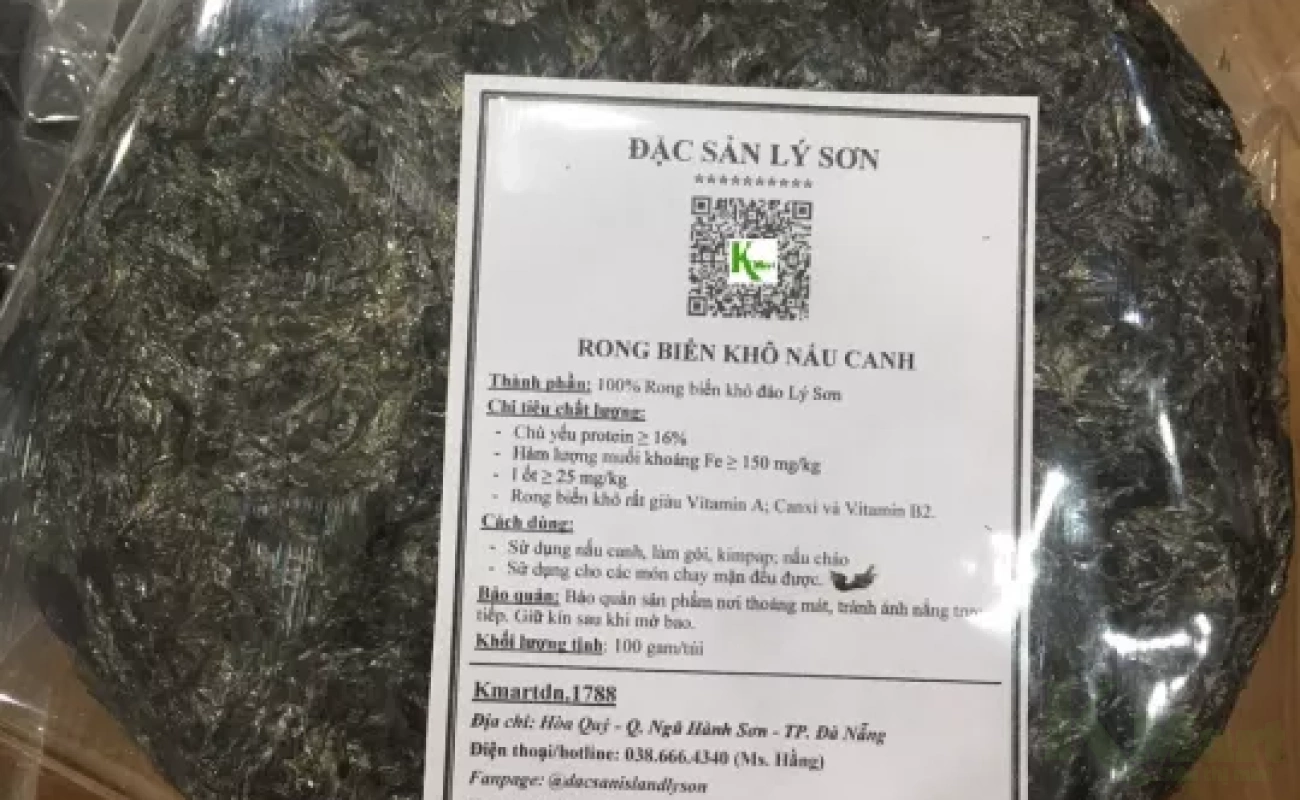 ĐẶC SẢN LÝ SƠN
**********
K
RONG BIỂN KHÔ NẤU CANH
Thành phần: 100% Rong biển khô đảo Lý Sơn
Chỉ tiêu chất lượng:
- Chủ yếu protein ≥ 16%
- Hàm lượng muối khoáng Fe ≥ 150 mg/kg
- I ốt ≥ 25 mg/kg
- Rong biển khô rất giàu Vitamin A; Canxi và Vitamin B2.
Cách dùng:
- Sử dụng nấu canh, làm gỏi, kimpap; nấu cháo
- Sử dụng cho các món chay mặn đều được.
Bảo quản: Bảo quản sản phẩm nơi thoáng mát, tránh ánh nắng
tiếp. Giữ kín sau khi mở bao.
Khối lượng tịnh: 100 gam/túi
Kmartdn.1788
Địa chỉ: Hòa Quý - Q. Ngũ Hành Sơn - TP. Đà Nẵng
Điện thoại/hotline: 038.666.4340 (Ms. Hằng)
Fanpage: @dacsanislandlyson